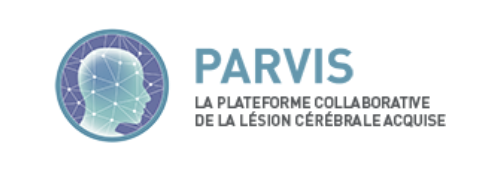 PARVIS
LA PLATEFORME COLLABORATIVE
DE LA LÉSION CÉRÉBRALE ACQUISE